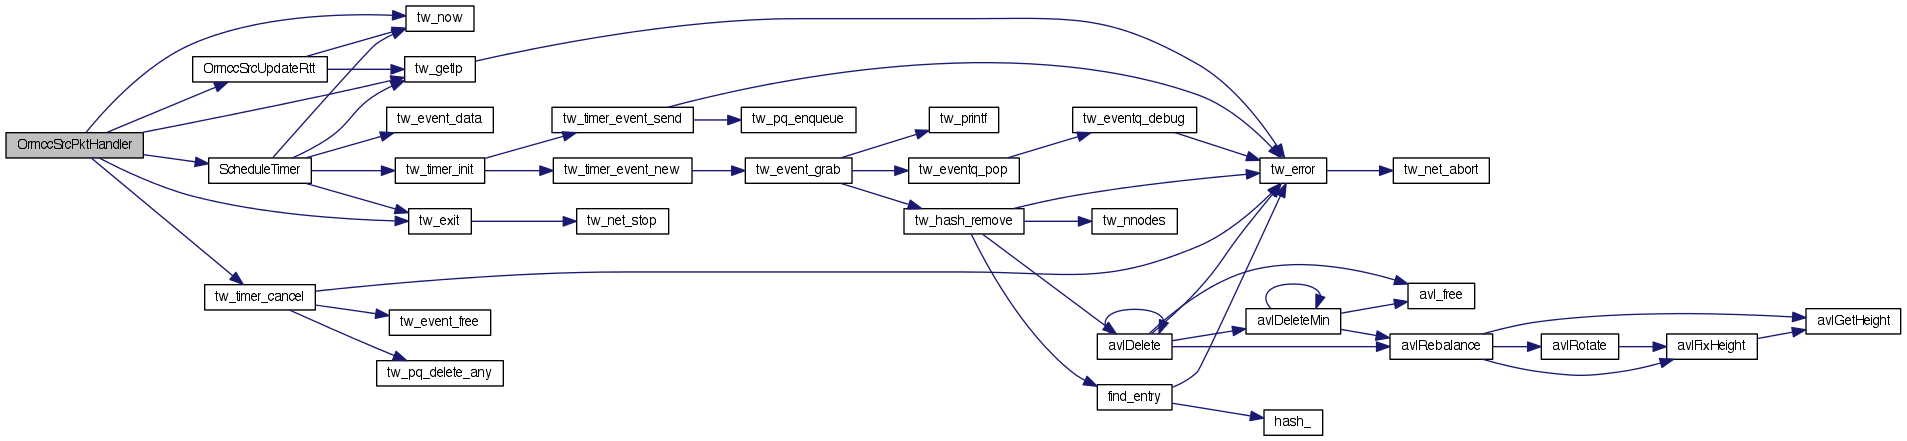 OrmccSrcPktHandler
OrmccSrcUpdateRtt
ScheduleTimer
tw_timer_cancel
tw_now
tw_getlp
tw_event_data
tw_timer_init
tw_exit
tw_event_free
tw_pq_delete_any
tw_timer_event_send
tw_timer_event_new
tw_net_stop
tw_pq_enqueue
tw_event_grab
tw_printf
tw_eventq_pop
tw_hash_remove
tw_eventq_debug
tw_nnodes
avlDelete
find_entry
tw_error
avlDeleteMin
hash_
tw_net_abort
avl_free
avlRebalance
avlRotate
avlFixHeight
avlGetHeight